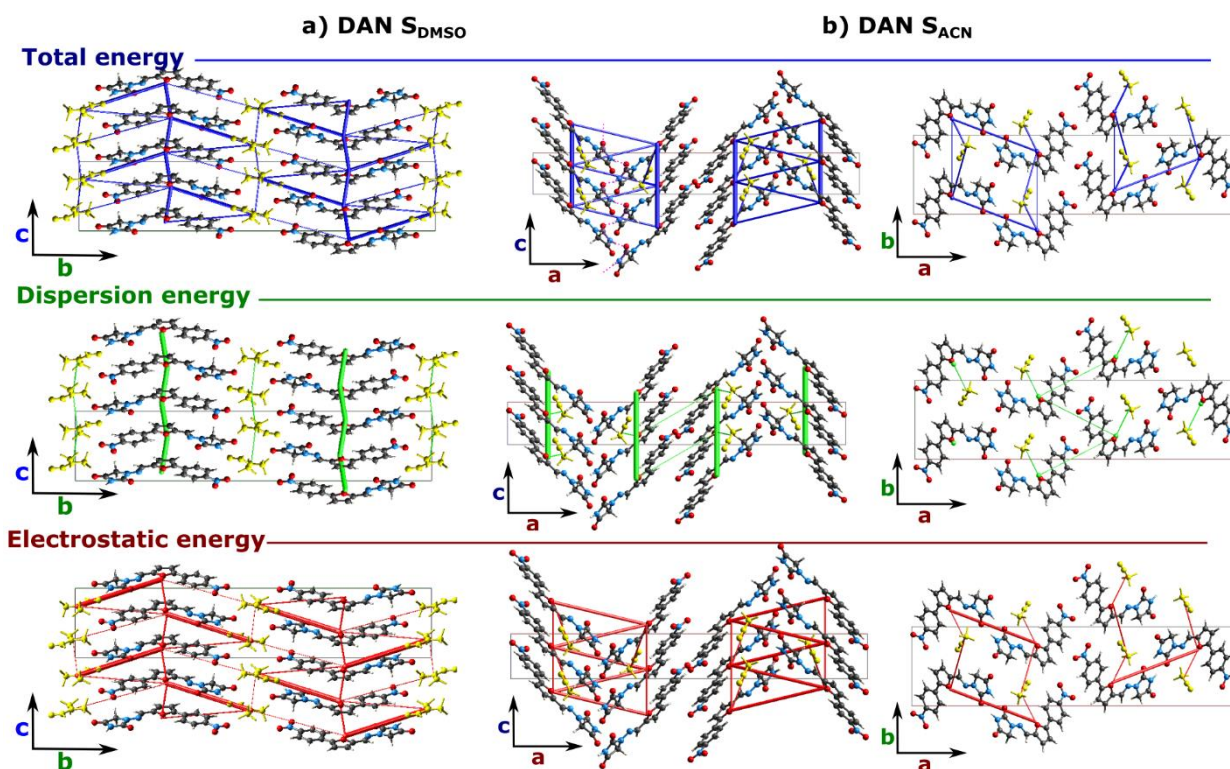 a) DAN S_DMSO
b) DAN S_ACN
Total energy
c
b
c
a
b
a
Dispersion energy
c
b
c
a
b
a
Electrostatic energy
c
b
c
a
b
a